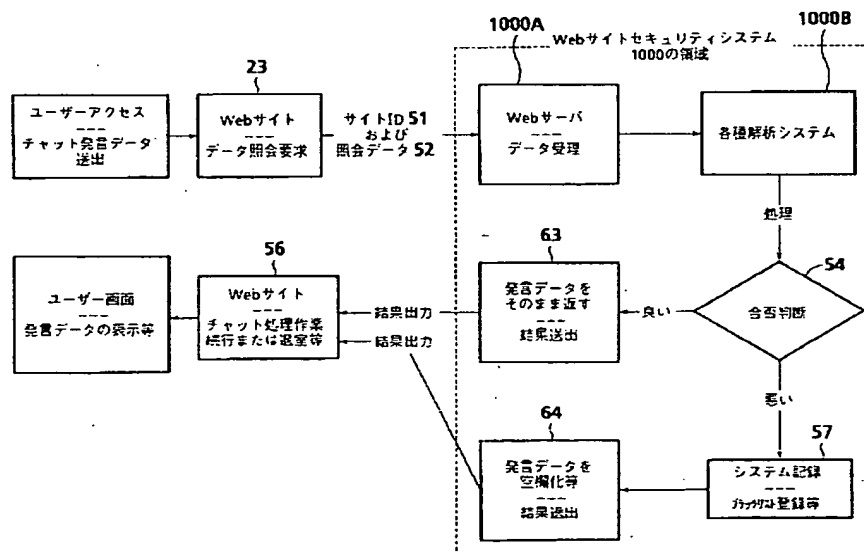 1000A
1000B
Webサイトセキュリティシステム
1000の領域
23
ユーザーアクセス
チャット発言データ
送出
Webサイト
データ照会要求
サイトID 51
および
照会データ 52
Webサーバ
データ受理
各種解析システム
処理
54
合否判断
良い
悪い
63
発言データを
そのまま返す
結果送出
結果出力
結果出力
56
Webサイト
チャット処理作業
続行または退室等
ユーザー画面
発言データの表示等
64
発言データを
空欄化等
結果送出
57
システム記録
ブラックリスト登録等